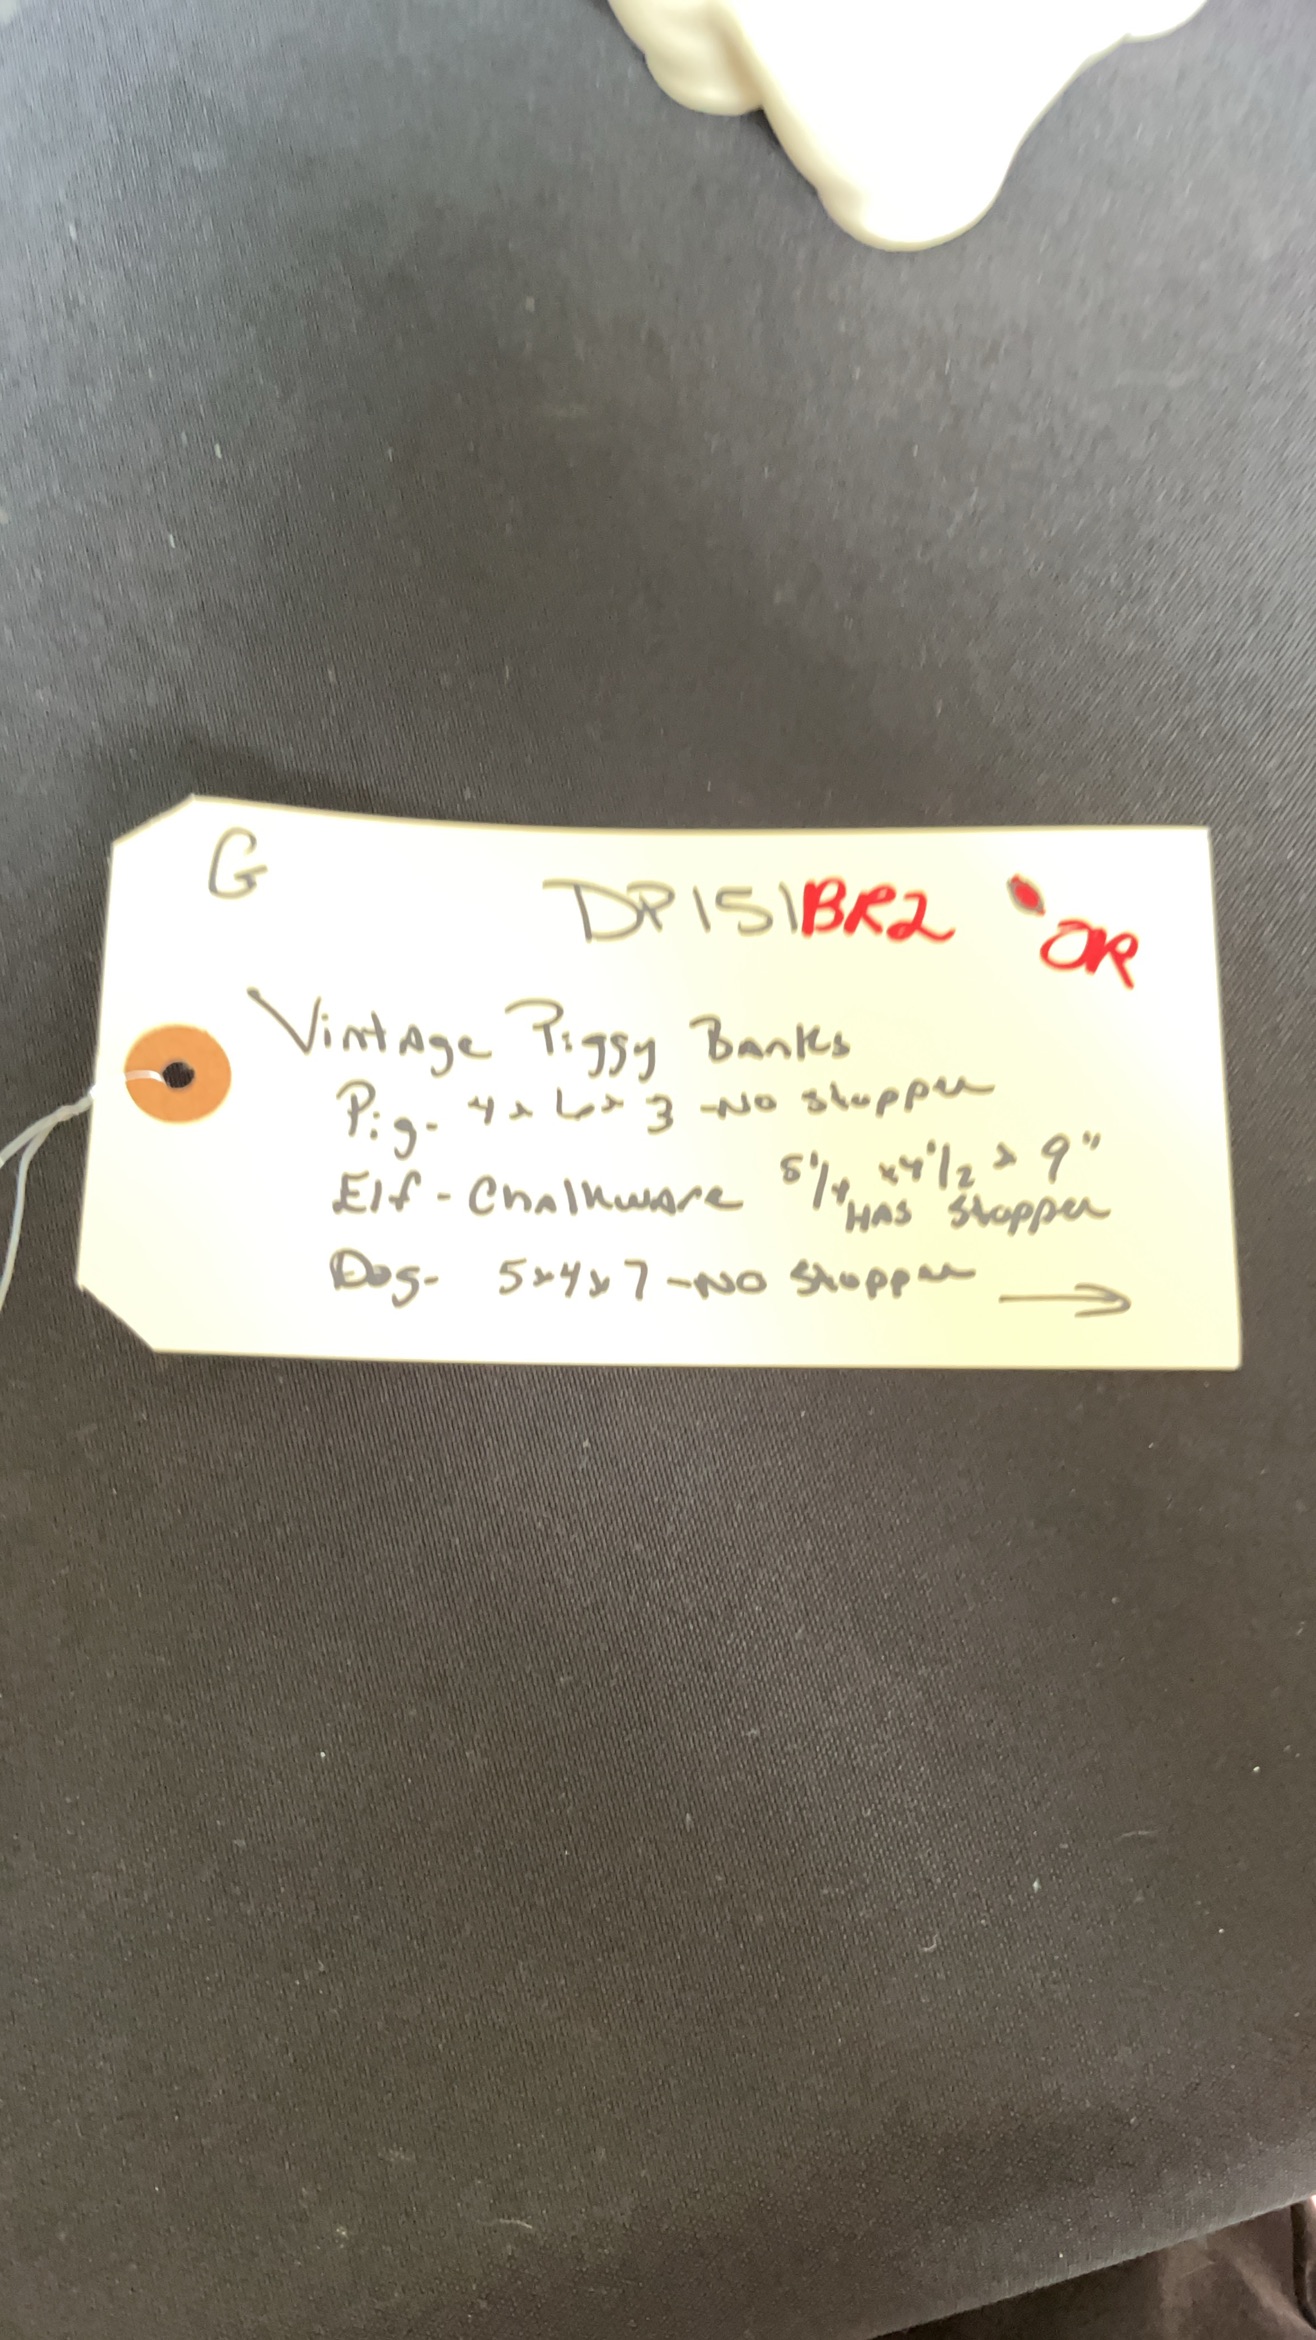 G
DP151BR2
OR
Vintage Piggy Banks
Pig- 4x6x3 -No Stopper
Elf - Chalkware 5 1/4 x4 1/2 x 9"
HAS Stopper
Dog- 5x4x7 -No Stopper →